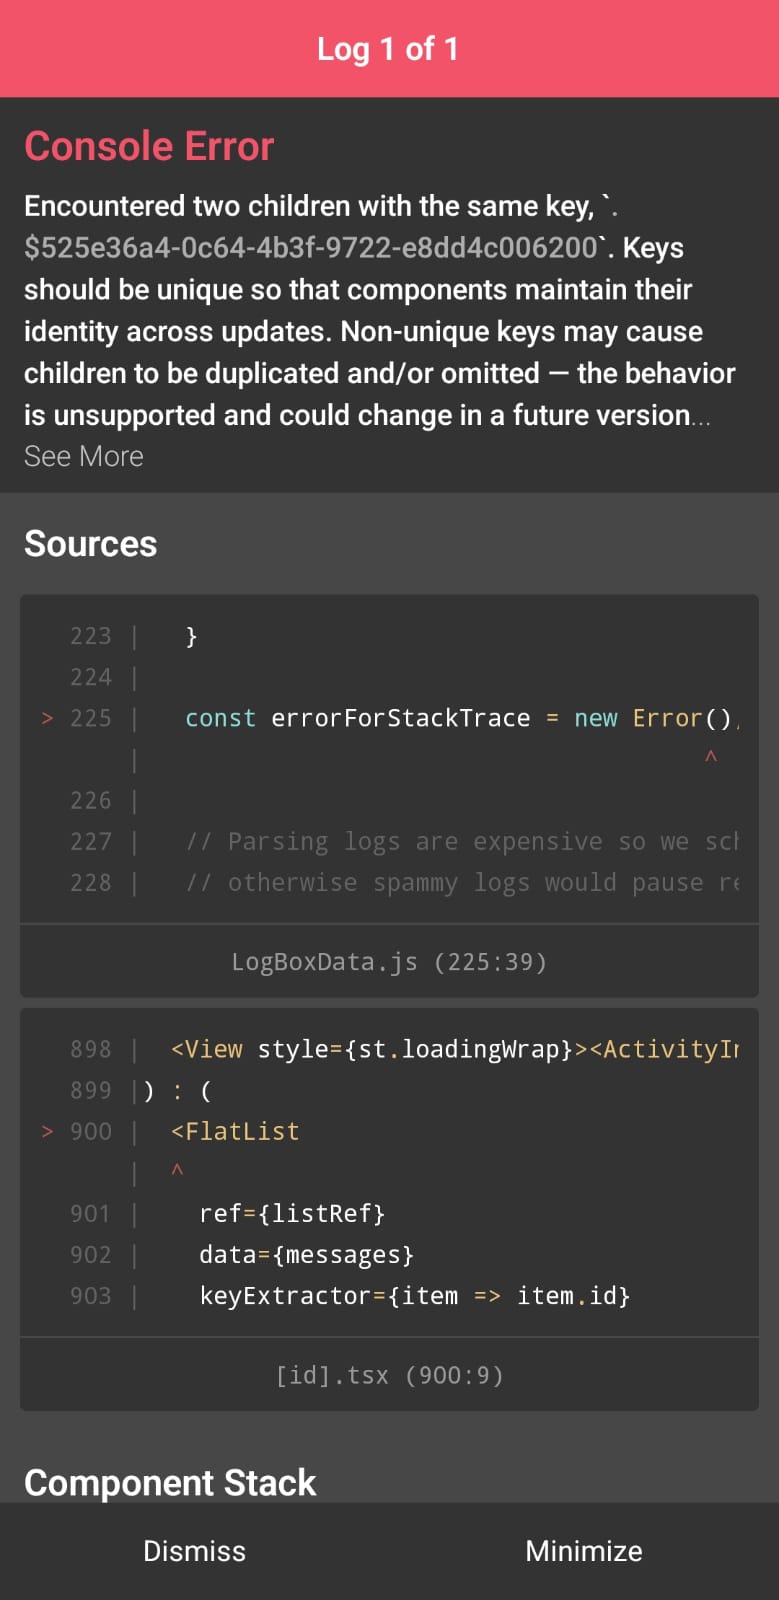 Log 1 of 1
Console Error
Encountered two children with the same key, `.
$525e36a4-0c64-4b3f-9722-e8dd4c006200`. Keys
should be unique so that components maintain their
identity across updates. Non-unique keys may cause
children to be duplicated and/or omitted — the behavior
is unsupported and could change in a future version...
See More
Sources
223 | }
224 |
> 225 | const errorForStackTrace = new Error();
| ^
226 |
227 | // Parsing logs are expensive so we sch
228 | // otherwise spammy logs would pause re
LogBoxData.js (225:39)
898 | <View style={st.loadingWrap}><ActivityIn
899 |) : (
> 900 | <FlatList
| ^
901 | ref={listRef}
902 | data={messages}
903 | keyExtractor={item => item.id}
[id].tsx (900:9)
Component Stack
Dismiss
Minimize